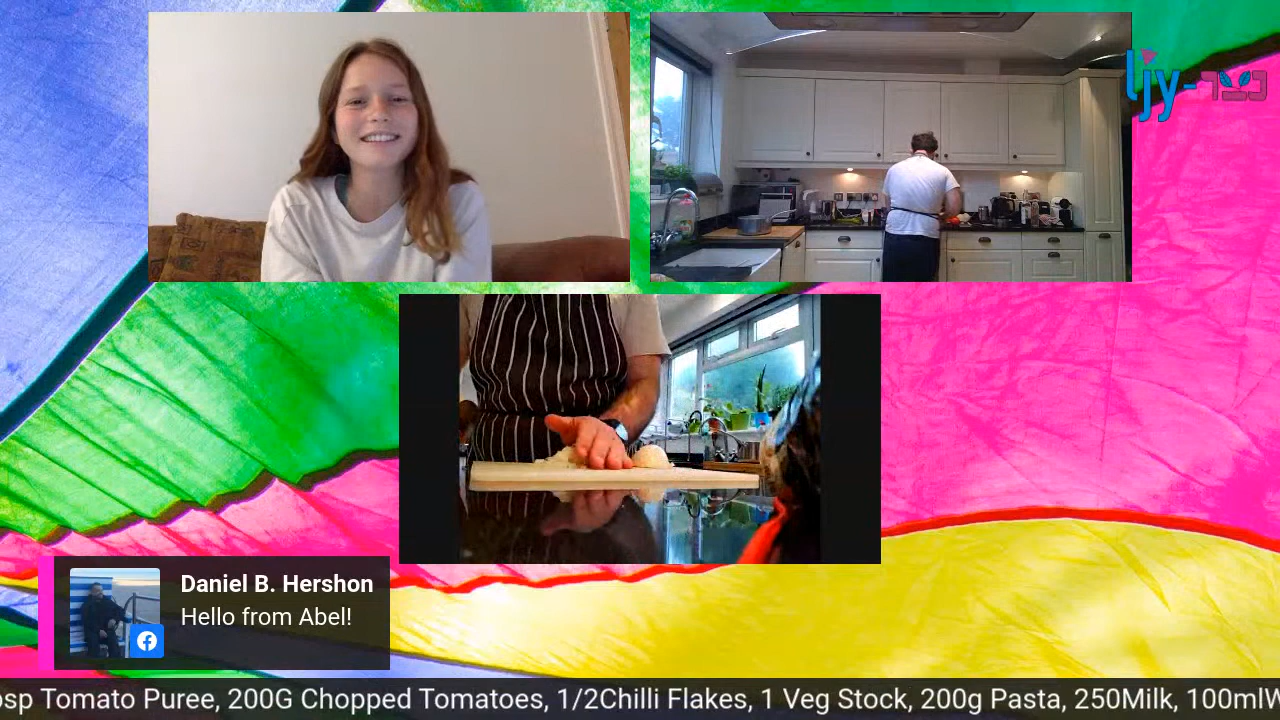 ljy-נצר
Daniel B. Hershon
Hello from Abel!
sp Tomato Puree, 200G Chopped Tomatoes, 1/2Chilli Flakes, 1 Veg Stock, 200g Pasta, 250Milk, 100mlW